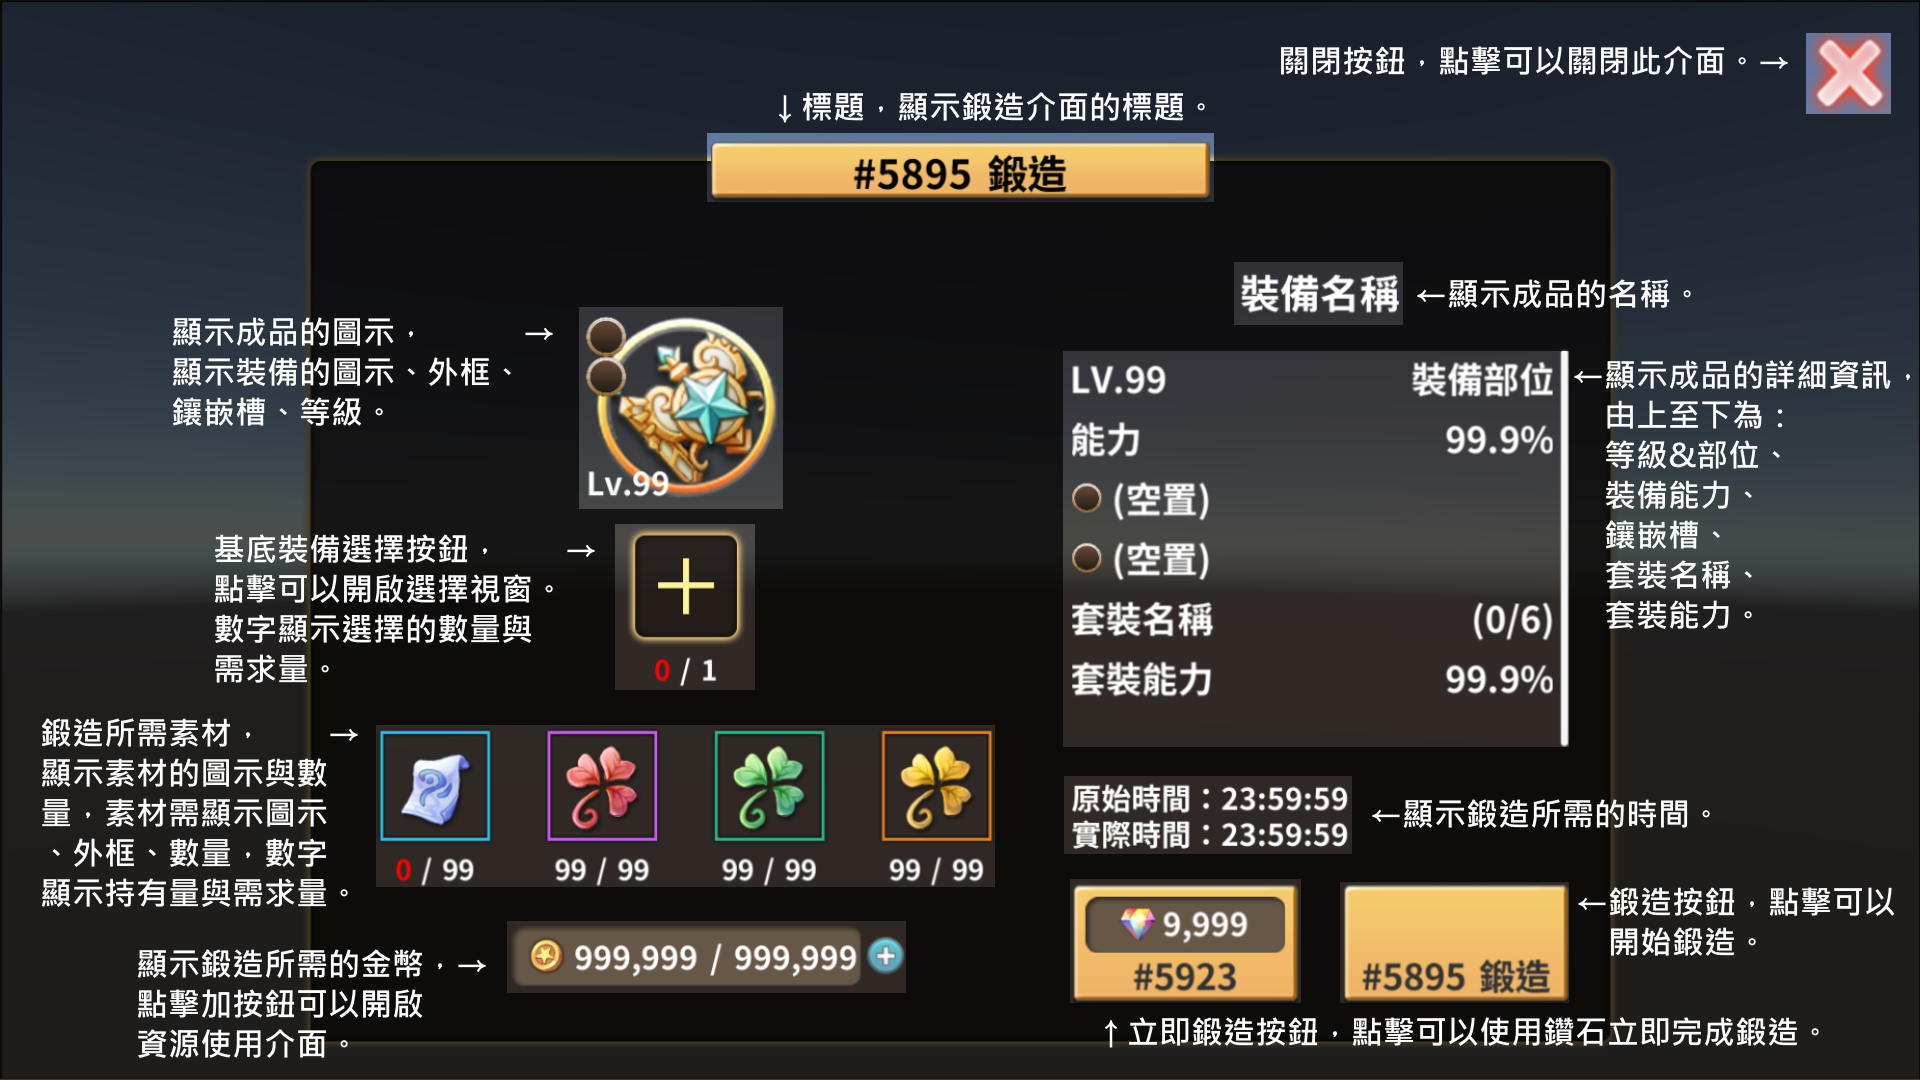 關閉按鈕，點擊可以關閉此介面。→
↓標題，顯示鍛造介面的標題。
#5895 鍛造
裝備名稱
←顯示成品的名稱。
顯示成品的圖示， →
顯示裝備的圖示、外框、
鑲嵌槽、等級。
Lv.99
LV.99 裝備部位
能力 99.9%
(空置)
(空置)
套裝名稱 (0/6)
套裝能力 99.9%
←顯示成品的詳細資訊，
由上至下為：
等級&部位、
裝備能力、
鑲嵌槽、
套裝名稱、
套裝能力。
基底裝備選擇按鈕， →
點擊可以開啟選擇視窗。
數字顯示選擇的數量與
需求量。
0 / 1
鍛造所需素材， →
顯示素材的圖示與數
量，素材需顯示圖示
、外框、數量，數字
顯示持有量與需求量。
0 / 99
99 / 99
99 / 99
99 / 99
原始時間：23:59:59
實際時間：23:59:59
←顯示鍛造所需的時間。
顯示鍛造所需的金幣，→
點擊加按鈕可以開啟
資源使用介面。
999,999 / 999,999
9,999
#5923
#5895 鍛造
←鍛造按鈕，點擊可以
開始鍛造。
↑立即鍛造按鈕，點擊可以使用鑽石立即完成鍛造。